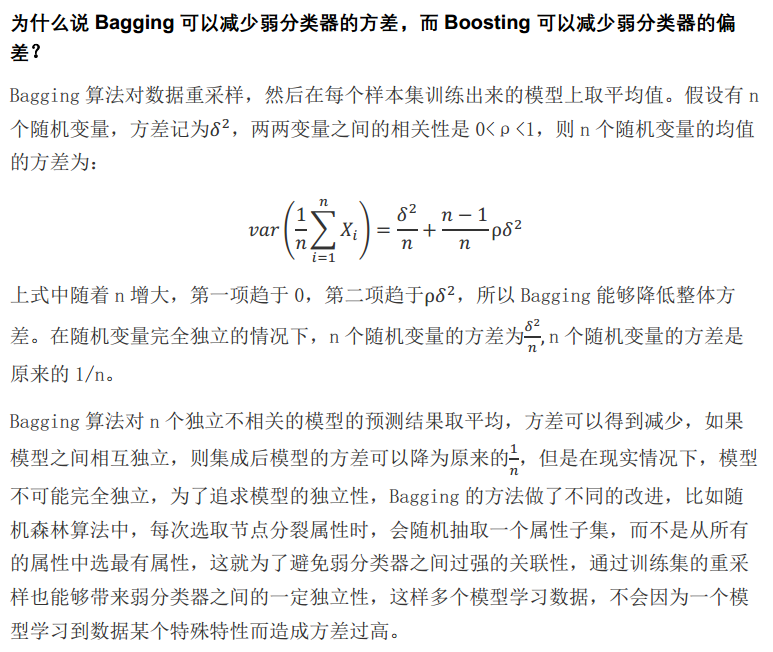 为什么说 Bagging 可以减少弱分类器的方差，而 Boosting 可以减少弱分类器的偏
差？
Bagging 算法对数据重采样，然后在每个样本集训练出来的模型上取平均值。假设有 n
个随机变量，方差记为δ²，两两变量之间的相关性是 0<ρ<1，则 n 个随机变量的均值
的方差为：
var(1/n ∑_{i=1}^{n} X_i) = δ²/n + (n−1)/n ρδ²
上式中随着 n 增大，第一项趋于 0，第二项趋于ρδ²，所以 Bagging 能够降低整体方
差。在随机变量完全独立的情况下，n 个随机变量的方差为δ²/n,n 个随机变量的方差是
原来的 1/n。
Bagging 算法对 n 个独立不相关的模型的预测结果取平均，方差可以得到减少，如果
模型之间相互独立，则集成后模型的方差可以降为原来的1/n，但是在现实情况下，模型
不可能完全独立，为了追求模型的独立性，Bagging 的方法做了不同的改进，比如随
机森林算法中，每次选取节点分裂属性时，会随机抽取一个属性子集，而不是从所有
的属性中选最有属性，这就为了避免弱分类器之间过强的关联性，通过训练集的重采
样也能够带来弱分类器之间的一定独立性，这样多个模型学习数据，不会因为一个模
型学习到数据某个特殊特性而造成方差过高。